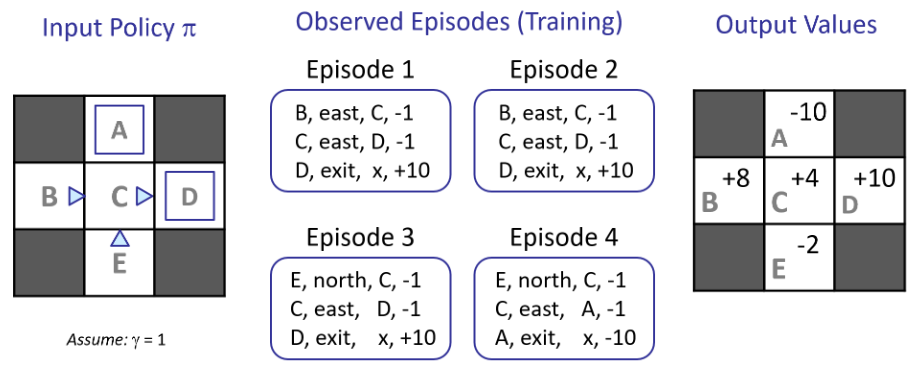 Input Policy π
Observed Episodes (Training)
Output Values
A
B
C
D
E
Assume: γ = 1
Episode 1
B, east, C, -1
C, east, D, -1
D, exit, x, +10
Episode 2
B, east, C, -1
C, east, D, -1
D, exit, x, +10
Episode 3
E, north, C, -1
C, east, D, -1
D, exit, x, +10
Episode 4
E, north, C, -1
C, east, A, -1
A, exit, x, -10
-10
A
+8
B
+4
C
+10
D
-2
E